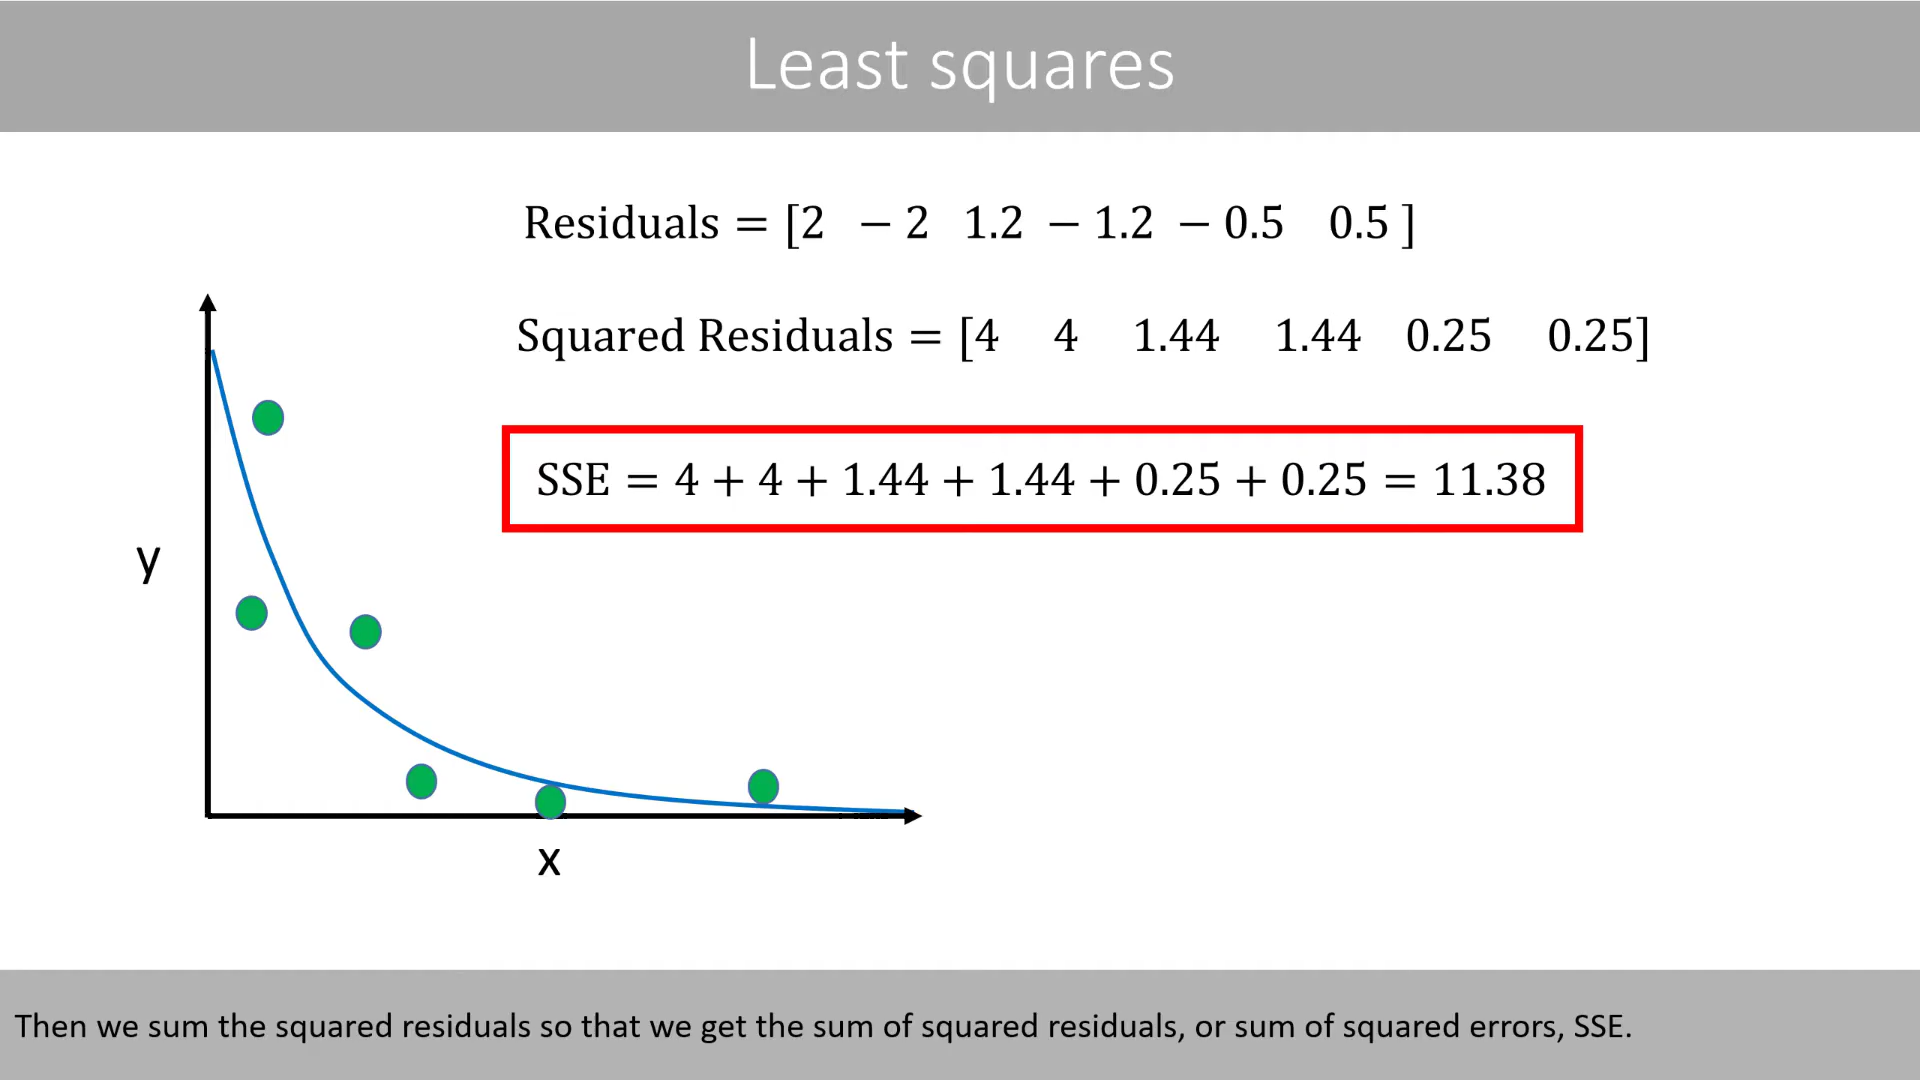 Least squares
Residuals = [2 − 2 1.2 − 1.2 − 0.5 0.5 ]
Squared Residuals = [4 4 1.44 1.44 0.25 0.25]
SSE = 4 + 4 + 1.44 + 1.44 + 0.25 + 0.25 = 11.38
y
x
Then we sum the squared residuals so that we get the sum of squared residuals, or sum of squared errors, SSE.